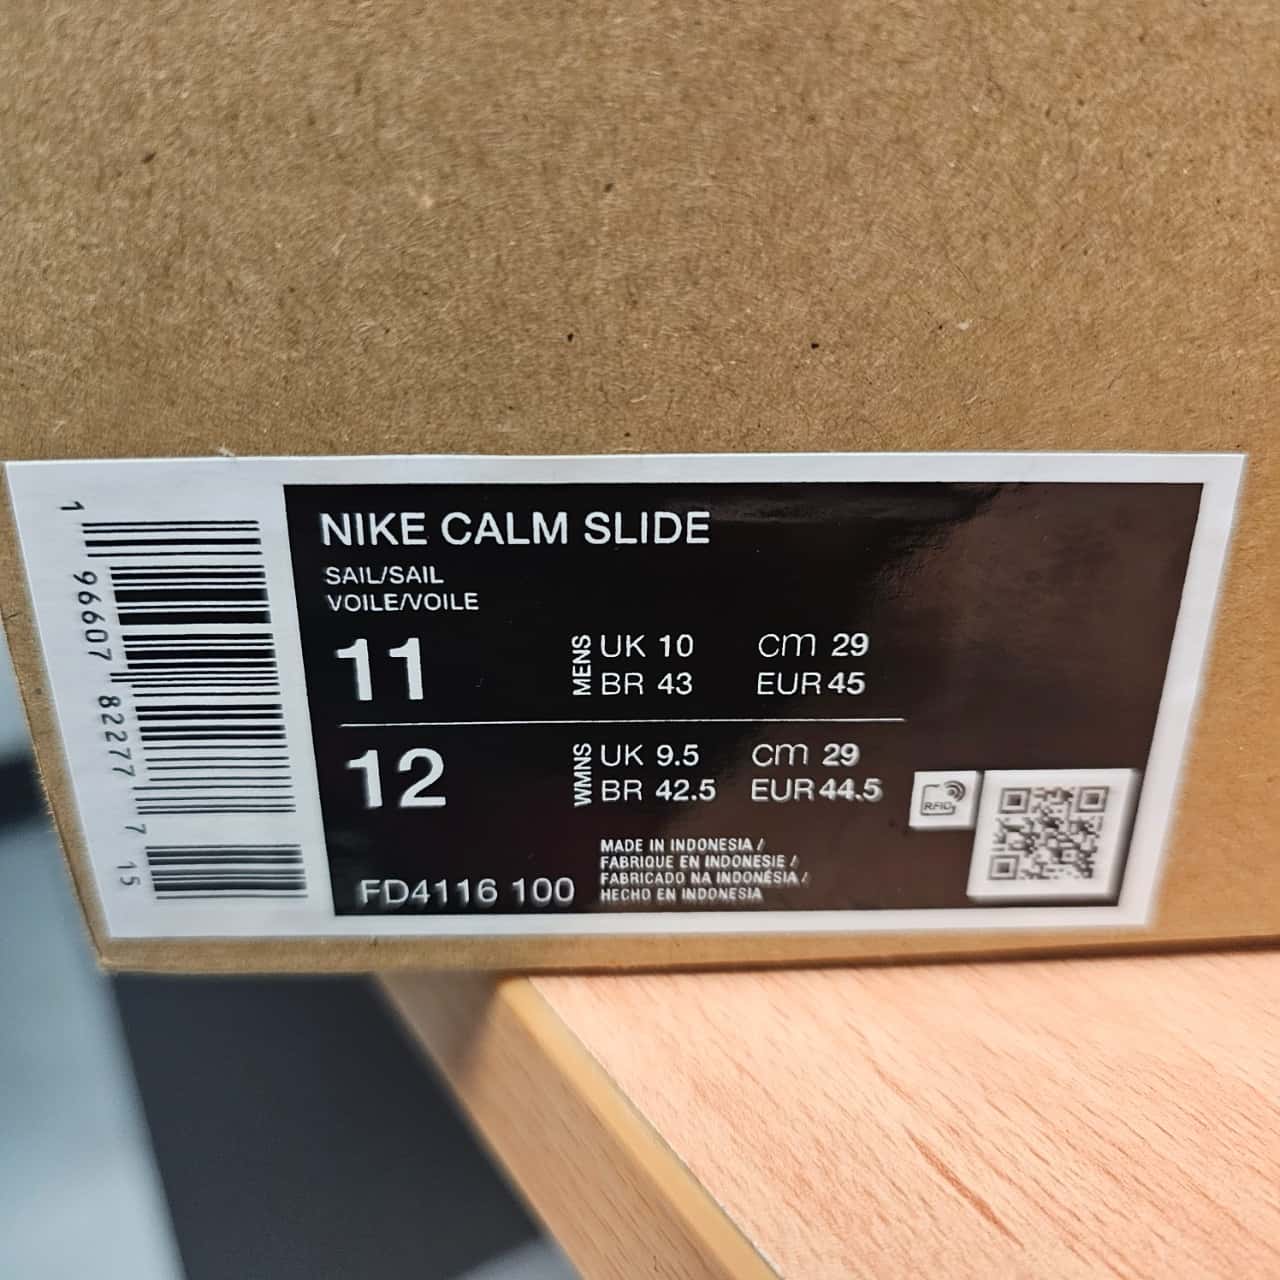 NIKE CALM SLIDE
SAIL/SAIL
VOILE/VOILE
11 MENS UK 10 cm 29
BR 43 EUR 45
12 WMNS UK 9.5 cm 29
BR 42.5 EUR 44.5
RFID
FD4116 100
MADE IN INDONESIA /
FABRIQUE EN INDONESIE /
FABRICADO NA INDONÉSIA /
HECHO EN INDONESIA
1 96607 82277 7 15